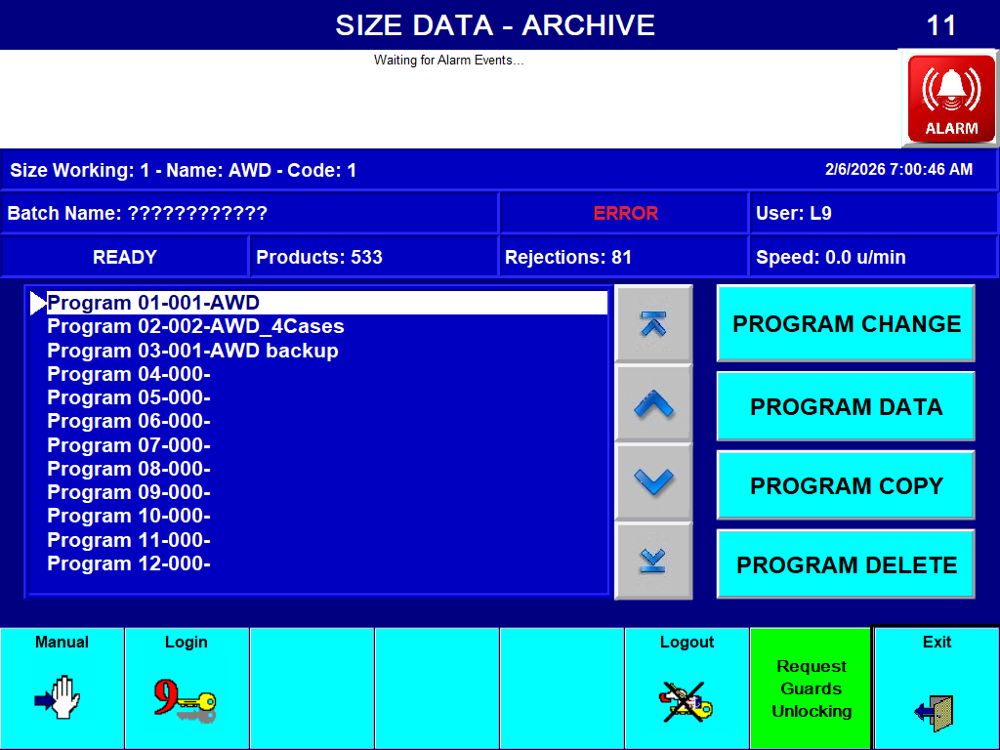 SIZE DATA - ARCHIVE 11
Waiting for Alarm Events...
ALARM
Size Working: 1 - Name: AWD - Code: 1 2/6/2026 7:00:46 AM
Batch Name: ???????????? ERROR User: L9
READY Products: 533 Rejections: 81 Speed: 0.0 u/min
Program 01-001-AWD
Program 02-002-AWD_4Cases
Program 03-001-AWD backup
Program 04-000-
Program 05-000-
Program 06-000-
Program 07-000-
Program 08-000-
Program 09-000-
Program 10-000-
Program 11-000-
Program 12-000-
PROGRAM CHANGE
PROGRAM DATA
PROGRAM COPY
PROGRAM DELETE
Manual
Login
9
Logout
Request
Guards
Unlocking
Exit